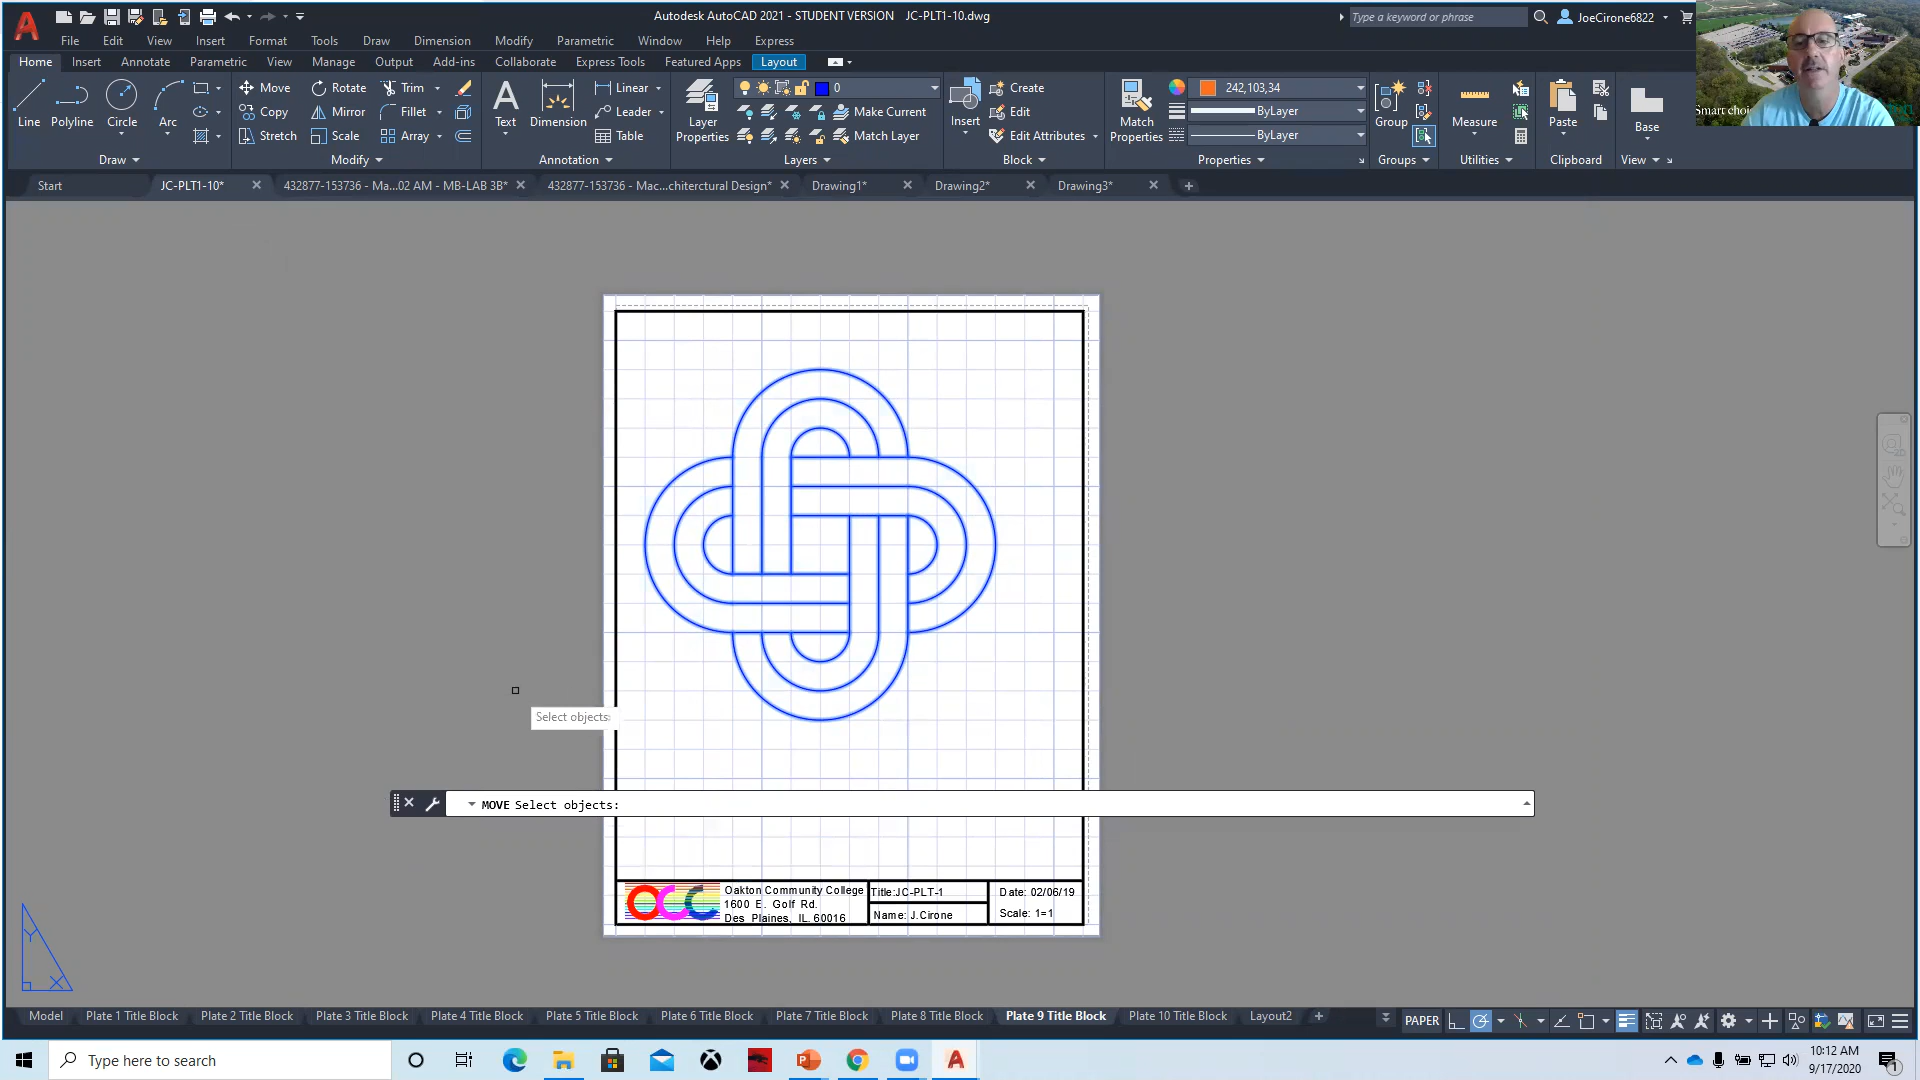 Autodesk AutoCAD 2021 - STUDENT VERSION JC-PLT1-10.dwg
Type a keyword or phrase
JoeCirone6822
File Edit View Insert Format Tools Draw Dimension Modify Parametric Window Help Express
Home Insert Annotate Parametric View Manage Output Add-ins Collaborate Express Tools Featured Apps Layout
Line
Polyline
Circle
Arc
Draw
Move Rotate Trim
Copy Mirror Fillet
Stretch Scale Array
Modify
Text
Dimension
Linear
Leader
Table
Annotation
Layer
Properties
0
Make Current
Match Layer
Layers
Insert
Create
Edit
Edit Attributes
Block
Match
Properties
242,103,34
ByLayer
ByLayer
Properties
Group
Groups
Measure
Utilities
Paste
Clipboard
Base
View
Smart choi
Start JC-PLT1-10* 432877-153736 - Ma...02 AM - MB-LAB 3B* 432877-153736 - Mac...chiterctural Design* Drawing1* Drawing2* Drawing3*
Select objects:
MOVE Select objects:
OCC
Oakton Community College
1600 E. Golf Rd.
Des Plaines, IL. 60016
Title:JC-PLT-1
Name: J.Cirone
Date: 02/06/19
Scale: 1=1
Y
X
Model Plate 1 Title Block Plate 2 Title Block Plate 3 Title Block Plate 4 Title Block Plate 5 Title Block Plate 6 Title Block Plate 7 Title Block Plate 8 Title Block Plate 9 Title Block Plate 10 Title Block Layout2
PAPER
Type here to search
10:12 AM
9/17/2020